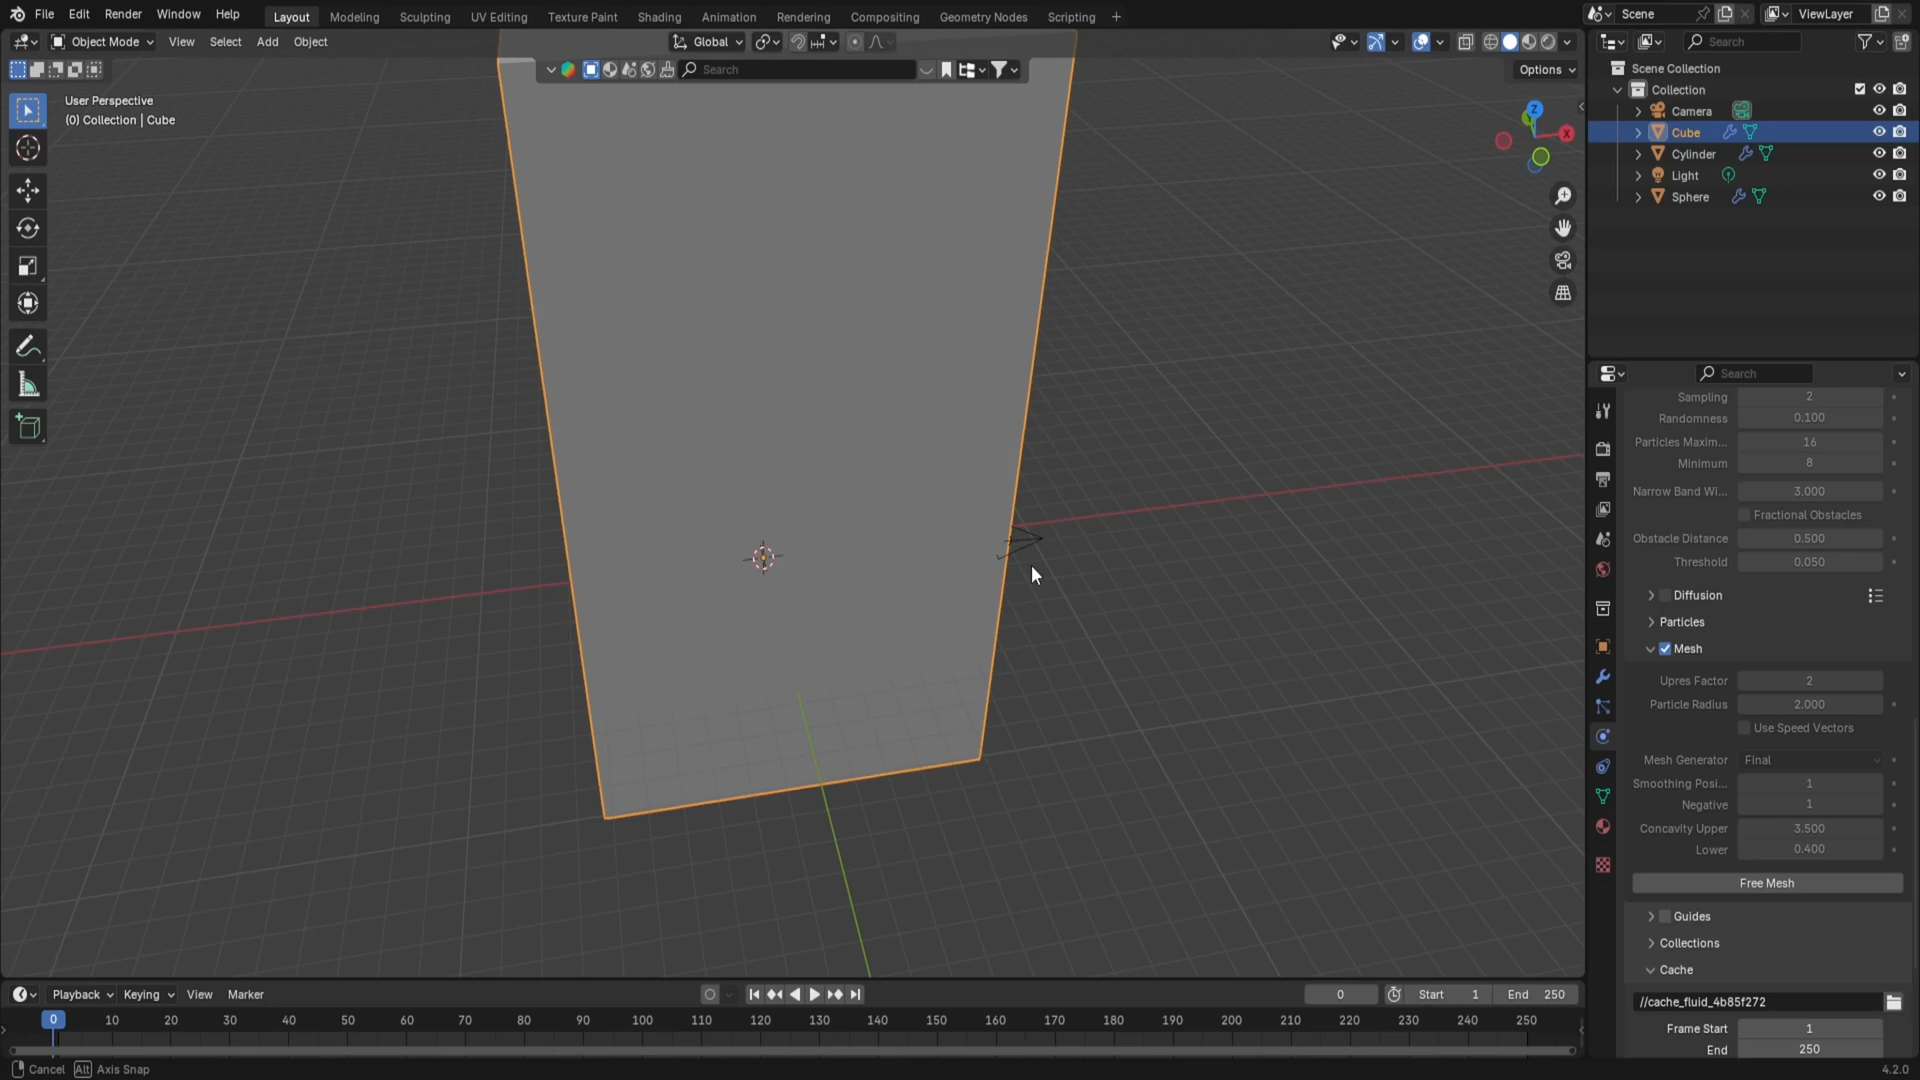 File Edit Render Window Help Layout Modeling Sculpting UV Editing Texture Paint Shading Animation Rendering Compositing Geometry Nodes Scripting + Scene ViewLayer
Object Mode View Select Add Object Global Search
Search Options
User Perspective
(0) Collection | Cube
Z
X
Scene Collection
Collection
Camera
Cube
Cylinder
Light
Sphere
Search
Sampling 2
Randomness 0.100
Particles Maxim... 16
Minimum 8
Narrow Band Wi... 3.000
Fractional Obstacles
Obstacle Distance 0.500
Threshold 0.050
Diffusion
Particles
Mesh
Upres Factor 2
Particle Radius 2.000
Use Speed Vectors
Mesh Generator Final
Smoothing Posi... 1
Negative 1
Concavity Upper 3.500
Lower 0.400
Free Mesh
Guides
Collections
Cache
//cache_fluid_4b85f272
Frame Start 1
End 250
Playback Keying View Marker 0 Start 1 End 250
0 10 20 30 40 50 60 70 80 90 100 110 120 130 140 150 160 170 180 190 200 210 220 230 240 250
Cancel Alt Axis Snap 4.2.0